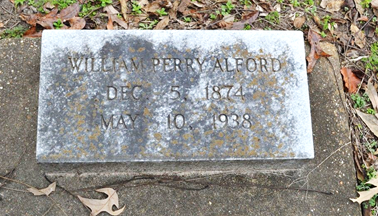 WILLIAM PERRY ALFORD
DEC. 5, 1874
MAY 10, 1938